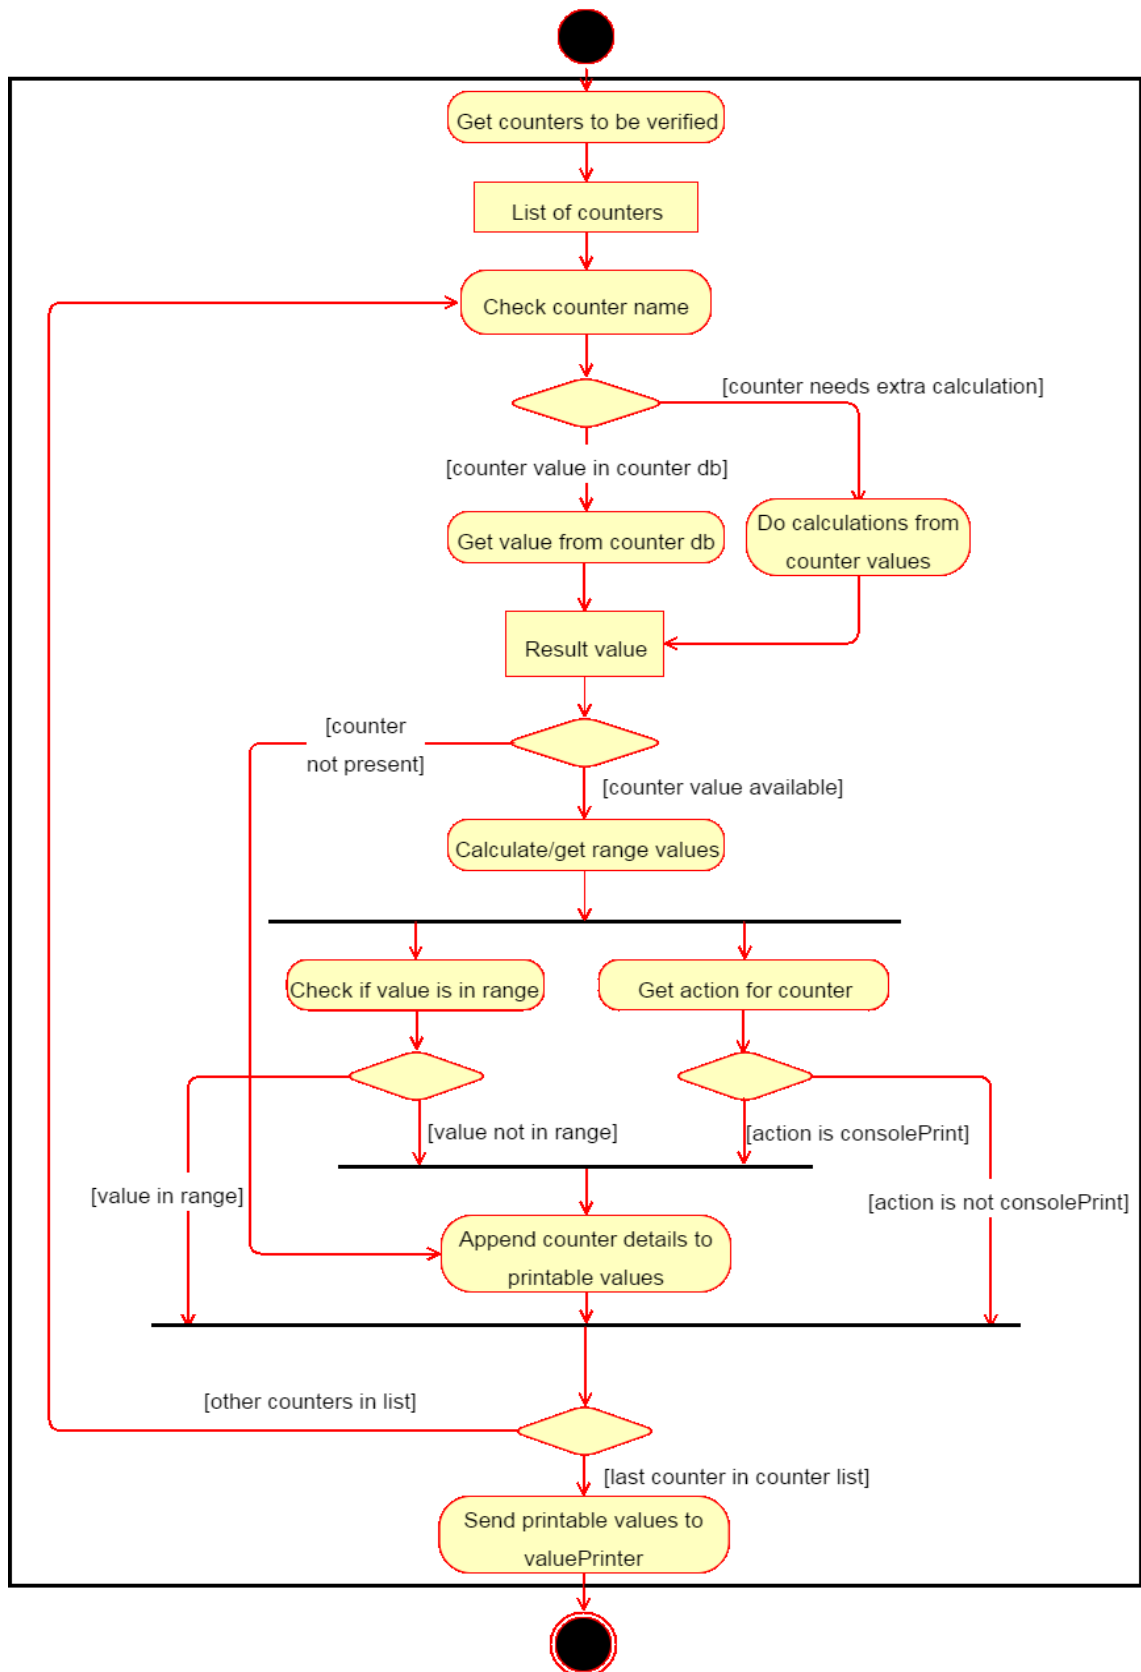 Get counters to be verified
List of counters
Check counter name
[counter needs extra calculation]
[counter value in counter db]
Get value from counter db
Do calculations from
counter values
Result value
[counter
not present]
[counter value available]
Calculate/get range values
Check if value is in range
Get action for counter
[value not in range]
[action is consolePrint]
[value in range]
[action is not consolePrint]
Append counter details to
printable values
[other counters in list]
[last counter in counter list]
Send printable values to
valuePrinter